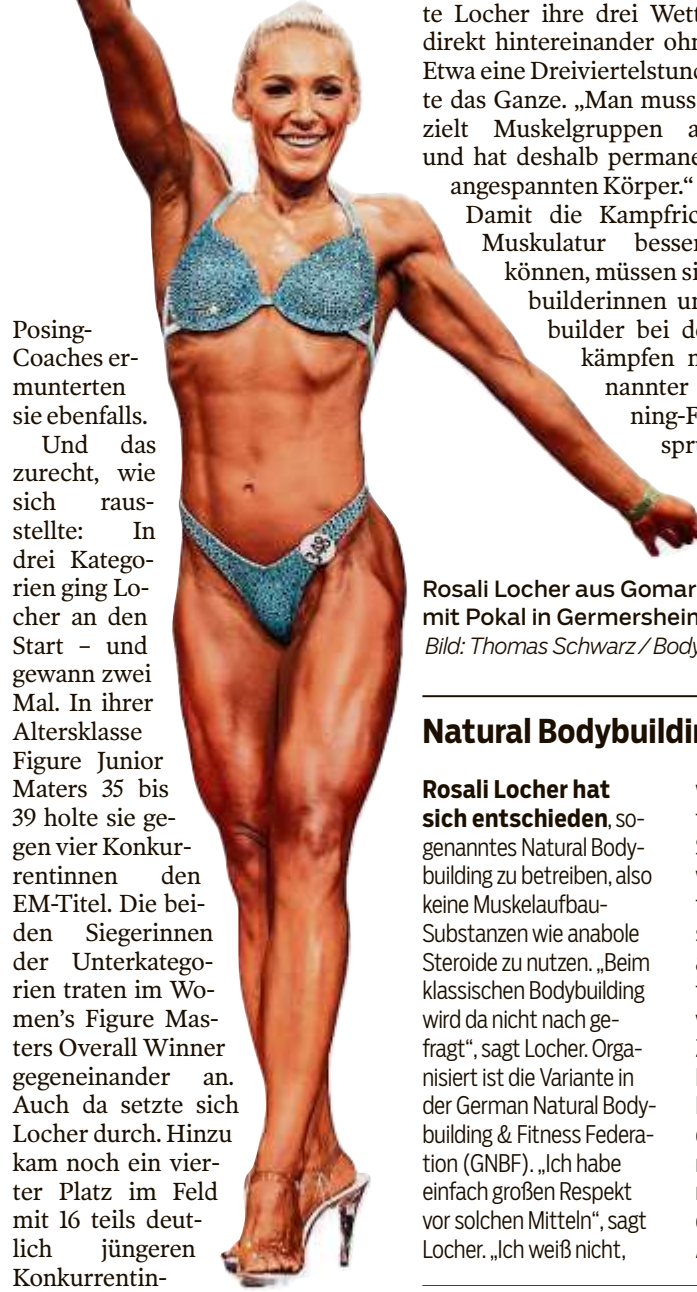 Posing-
Coaches er-
munterten
sie ebenfalls.
Und das
zurecht, wie
sich raus-
stellte: In
drei Katego-
rien ging Lo-
cher an den
Start – und
gewann zwei
Mal. In ihrer
Altersklasse
Figure Junior
Maters 35 bis
39 holte sie ge-
gen vier Konkur-
rentinnen den
EM-Titel. Die bei-
den Siegerinnen
der Unterkatego-
rien traten im Wo-
men’s Figure Mas-
ters Overall Winner
gegeneinander an.
Auch da setzte sich
Locher durch. Hinzu
kam noch ein vier-
ter Platz im Feld
mit 16 teils deut-
lich jüngeren
Konkurrentin-
348
te Locher ihre drei Wett
direkt hintereinander oh
Etwa eine Dreiviertelstund
te das Ganze. „Man muss
zielt Muskelgruppen a
und hat deshalb permane
angespannten Körper.“
Damit die Kampfric
Muskulatur besser
können, müssen si
builderinnen u
builder bei de
kämpfen
nannter
ning-F
spr
Rosali Locher aus Gomar
mit Pokal in Germershein
Bild: Thomas Schwarz / Body
Natural Bodybuildin
Rosali Locher hat
sich entschieden, so-
genanntes Natural Body-
building zu betreiben, also
keine Muskelaufbau-
Substanzen wie anabole
Steroide zu nutzen. „Beim
klassischen Bodybuilding
wird da nicht nach ge-
fragt“, sagt Locher. Orga-
nisiert ist die Variante in
der German Natural Body-
building & Fitness Federa-
tion (GNBF). „Ich habe
einfach großen Respekt
vor solchen Mitteln“, sagt
Locher. „Ich weiß nicht,